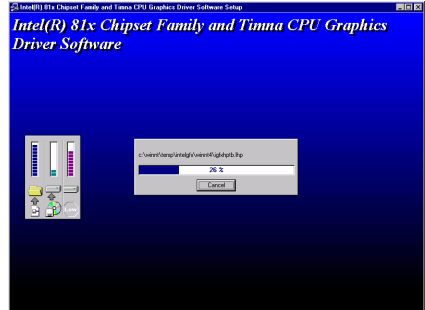 Intel(R) 81x Chipset Family and Timna CPU Graphics Driver Software Setup
Intel(R) 81x Chipset Family and Timna CPU Graphics
Driver Software
c:\winnt\temp\intelgfx\winnt4\igfxhptb.lhp
26 %
Cancel